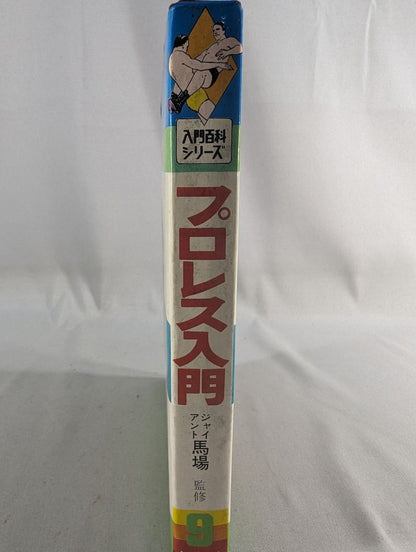 入門百科
シリーズ
プロレス入門
ジャイアント
馬場 監修
9